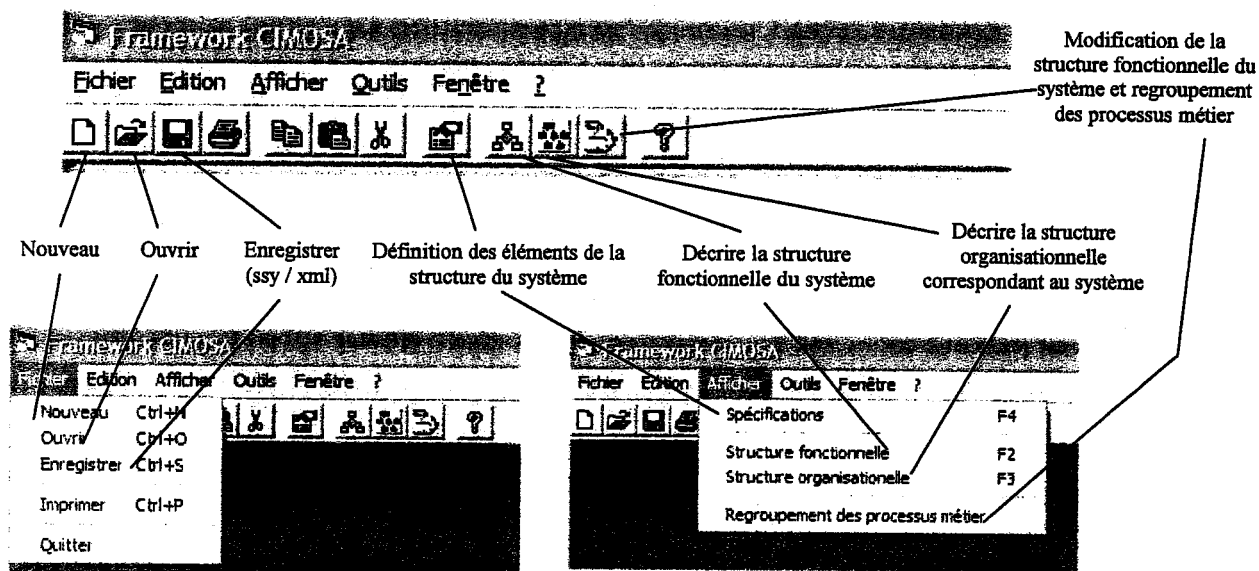 Framework CIMOSA
Fichier Edition Afficher Outils Fenêtre ?
Modification de la
structure fonctionnelle du
système et regroupement
des processus métier
Nouveau
Ouvrir
Enregistrer
(ssy / xml)
Définition des éléments de la
structure du système
Décrire la structure
fonctionnelle du système
Décrire la structure
organisationnelle
correspondant au système
Framework CIMOSA
Fichier Edition Afficher Outils Fenêtre ?
Nouveau Ctrl+N
Ouvrir Ctrl+O
Enregistrer Ctrl+S
Imprimer Ctrl+P
Quitter
Framework CIMOSA
Fichier Edition Afficher Outils Fenêtre ?
Spécifications F4
Structure fonctionnelle F2
Structure organisationelle F3
Regroupement des processus métier